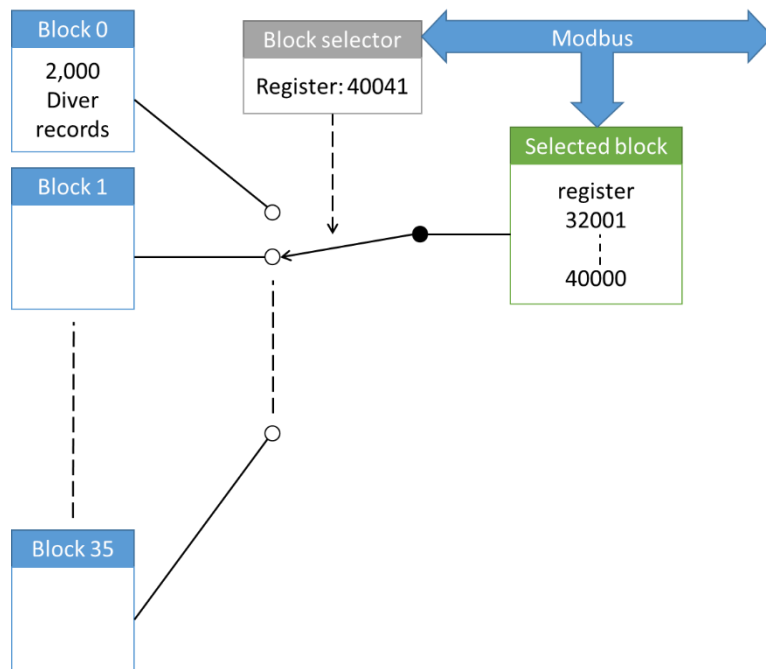 Block 0
2,000
Diver
records
Block selector
Register: 40041
Modbus
Block 1
Selected block
register
32001
40000
Block 35